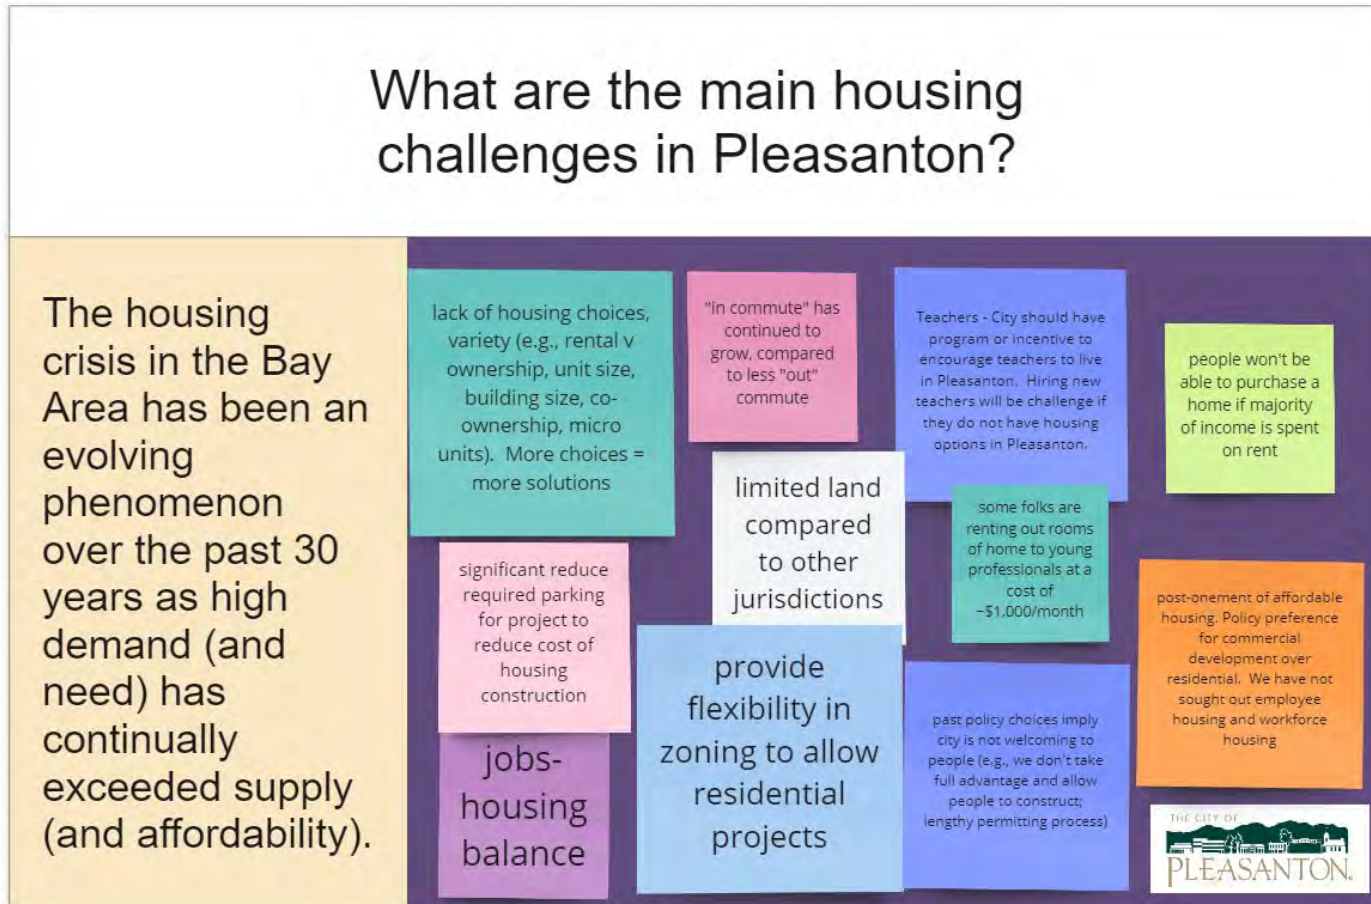 What are the main housing
challenges in Pleasanton?
The housing
crisis in the Bay
Area has been an
evolving
phenomenon
over the past 30
years as high
demand (and
need) has
continually
exceeded supply
(and affordability).
lack of housing choices,
variety (e.g., rental v
ownership, unit size,
building size, co-
ownership, micro
units). More choices =
more solutions
"in commute" has
continued to
grow, compared
to less "out"
commute
Teachers - City should have
program or incentive to
encourage teachers to live
in Pleasanton. Hiring new
teachers will be challenge if
they do not have housing
options in Pleasanton.
people won't be
able to purchase a
home if majority
of income is spent
on rent
limited land
compared
to other
jurisdictions
some folks are
renting out rooms
of home to young
professionals at a
cost of
~$1,000/month
significant reduce
required parking
for project to
reduce cost of
housing
construction
post-onement of affordable
housing. Policy preference
for commercial
development over
residential. We have not
sought out employee
housing and workforce
housing
provide
flexibility in
zoning to allow
residential
projects
past policy choices imply
city is not welcoming to
people (e.g., we don't take
full advantage and allow
people to construct;
lengthy permitting process)
jobs-
housing
balance
THE CITY OF
PLEASANTON.